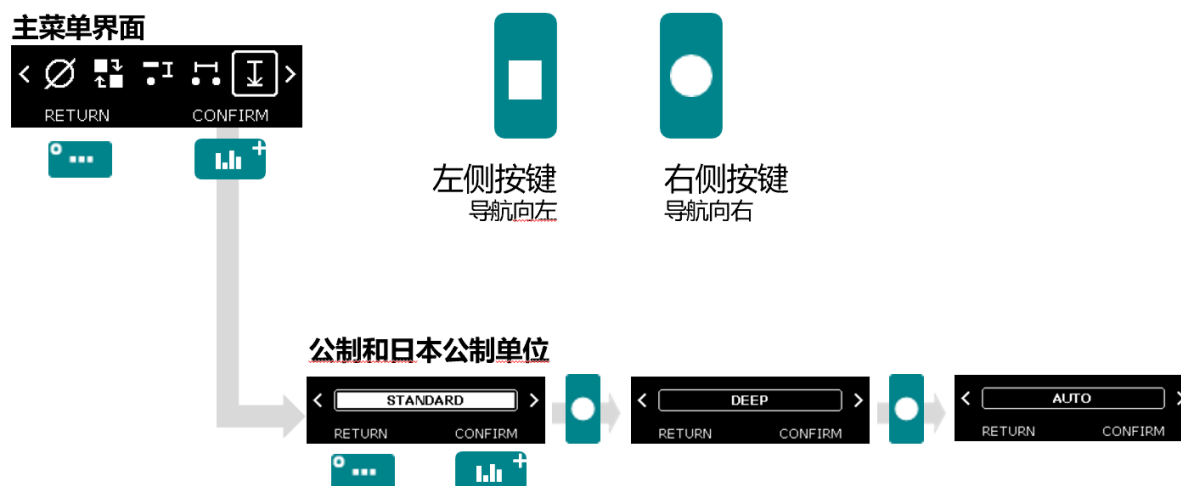 主菜单界面
RETURN CONFIRM
左侧按键
导航向左
右侧按键
导航向右
公制和日本公制单位
STANDARD
RETURN CONFIRM
DEEP
RETURN CONFIRM
AUTO
RETURN CONFIRM